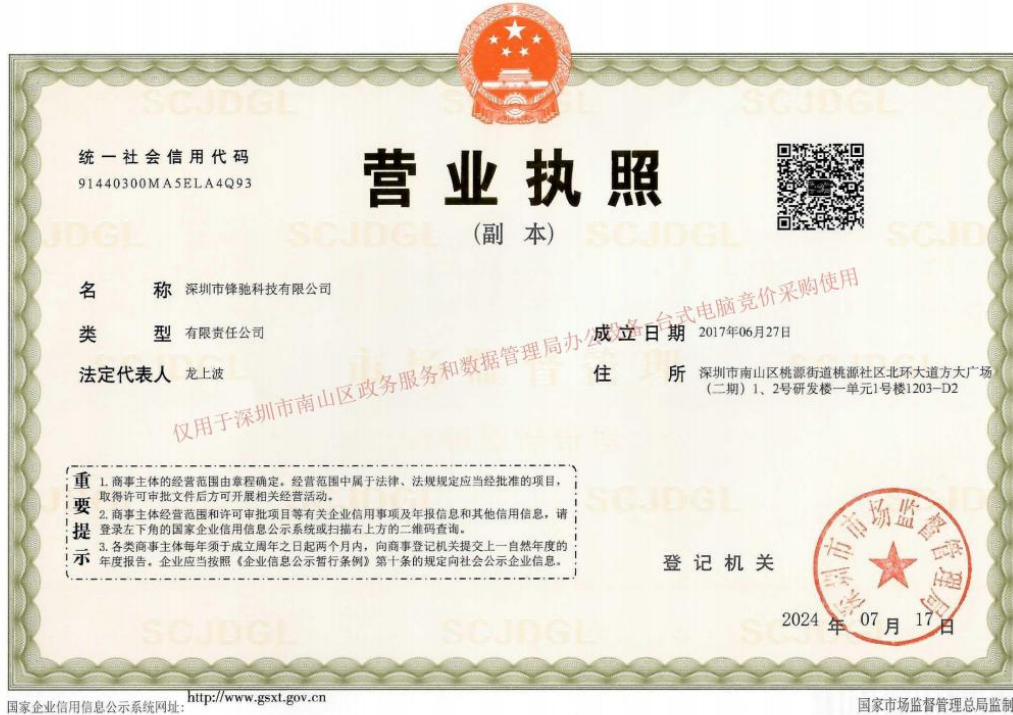 统一社会信用代码
91440300MA5ELA4Q93
营业执照
(副 本)
名 称 深圳市锋驰科技有限公司
类 型 有限责任公司
法定代表人 龙上波
成立日期 2017年06月27日
住 所 深圳市南山区桃源街道桃源社区北环大道方大广场
（二期）1、2号研发楼一单元1号楼1203—D2
仅用于深圳市南山区政务服务和数据管理局办公设备-台式电脑竞价采购使用
重要提示
1. 商事主体的经营范围由章程确定。经营范围中属于法律、法规规定应当经批准的项目，
取得许可审批文件后方可开展相关经营活动。
2. 商事主体经营范围和许可审批项目等有关企业信用事项及年报信息和其他信用信息，请
登录左下角的国家企业信用信息公示系统或扫描右上方的二维码查询。
3. 各类商事主体每年须于成立周年之日起两个月内，向商事登记机关提交上一自然年度的
年度报告。企业应当按照《企业信息公示暂行条例》第十条的规定向社会公示企业信息。
登记机关
深圳市市场监督管理局
2024 年 07 月 17 日
SCJDGL SCJDGL SCJDGL
国家企业信用信息公示系统网址: http://www.gsxt.gov.cn
国家市场监督管理总局监制